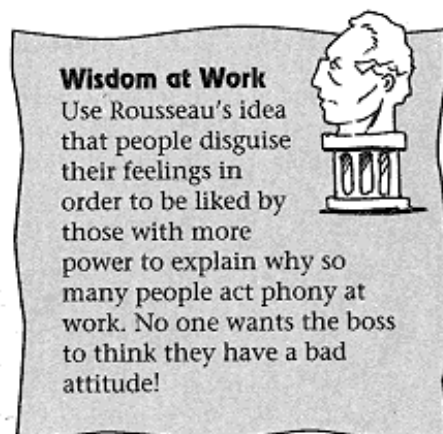 Wisdom at Work
Use Rousseau's idea
that people disguise
their feelings in
order to be liked by
those with more
power to explain why so
many people act phony at
work. No one wants the boss
to think they have a bad
attitude!